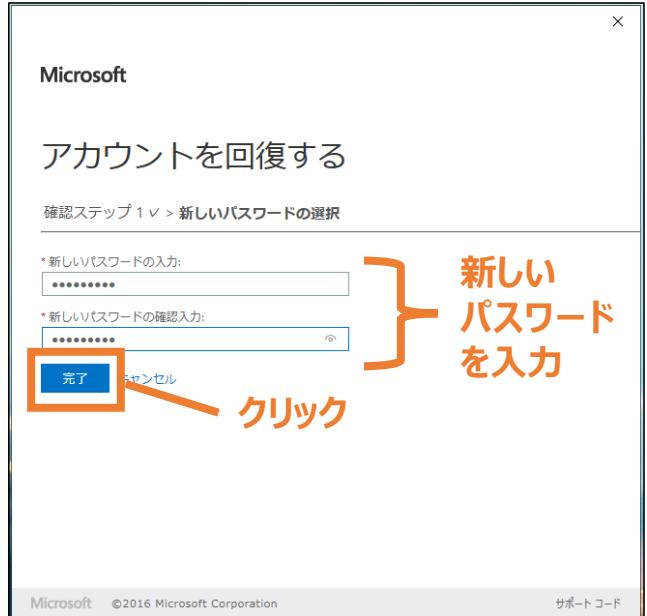 ×
Microsoft
アカウントを回復する
確認ステップ 1 ✓ > 新しいパスワードの選択
* 新しいパスワードの入力:
•••••••••
* 新しいパスワードの確認入力:
•••••••••
新しい
パスワード
を入力
完了 キャンセル
クリック
Microsoft ©2016 Microsoft Corporation サポート コード